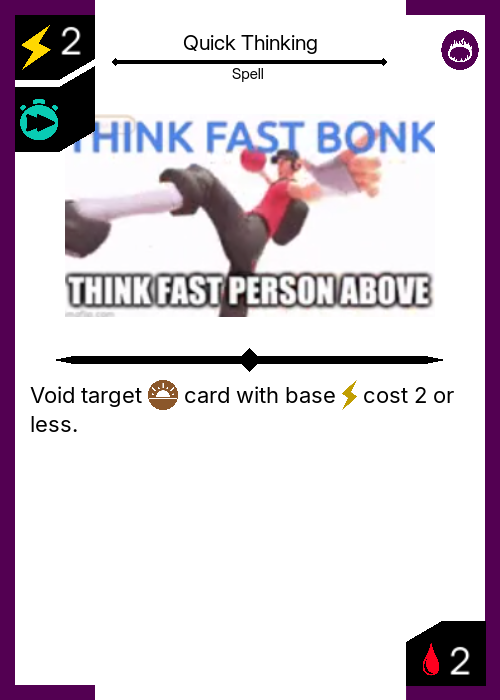 2
Quick Thinking
Spell
THINK FAST BONK
THINK FAST PERSON ABOVE
Void target card with base cost 2 or
less.
2